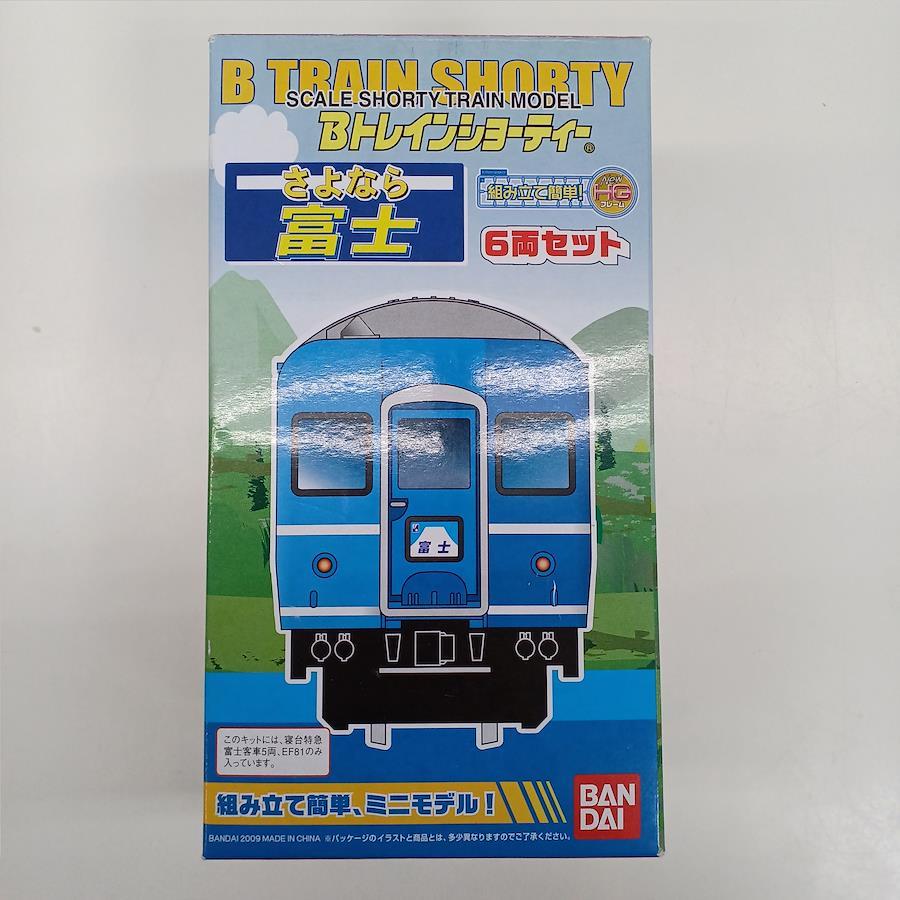 B TRAIN SHORTY
SCALE SHORTY TRAIN MODEL
Bトレインショーティー®
さよなら
富士
組み立て簡単!
New
HG
フレーム
6両セット
富士
このキットには、寝台特急
富士客車5両、EF81のみ
入っています。
組み立て簡単、ミニモデル!
BAN
DAI
BANDAI 2009 MADE IN CHINA ※パッケージのイラストと商品とは、多少異なりますのでご了承ください。